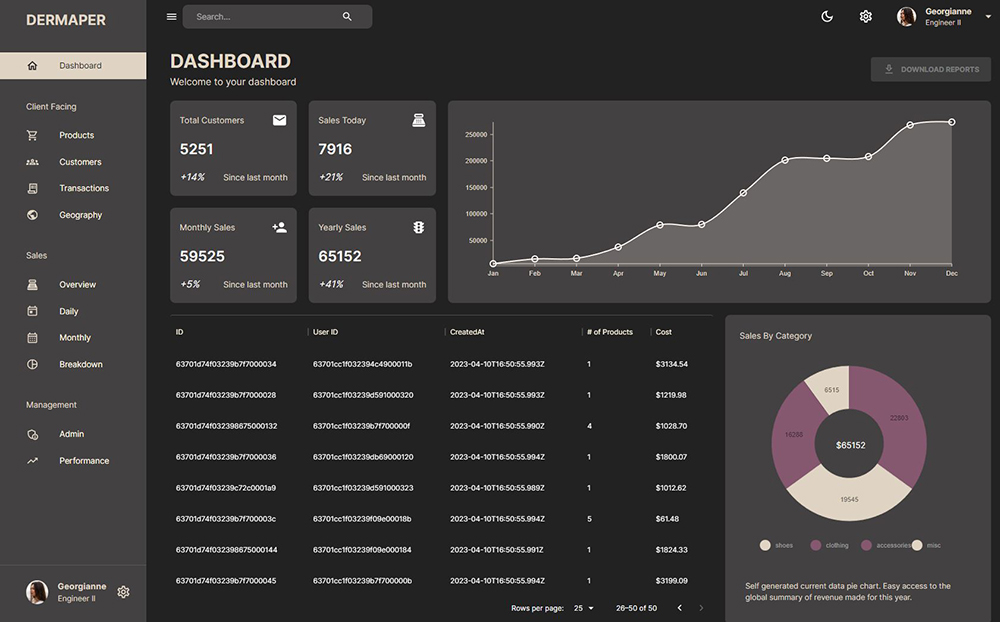 DERMAPER
Search...
Georgianne
Engineer II
Dashboard
Client Facing
Products
Customers
Transactions
Geography
Sales
Overview
Daily
Monthly
Breakdown
Management
Admin
Performance
Georgianne
Engineer II
DASHBOARD
Welcome to your dashboard
DOWNLOAD REPORTS
Total Customers
5251
+14% Since last month
Sales Today
7916
+21% Since last month
Monthly Sales
59525
+5% Since last month
Yearly Sales
65152
+41% Since last month
250000
200000
150000
100000
50000
Jan Feb Mar Apr May Jun Jul Aug Sep Oct Nov Dec
ID User ID CreatedAt # of Products Cost
63701d74f03239b7f7000034 63701cc1f032394c4900011b 2023-04-10T16:50:55.993Z 1 $3134.54
63701d74f03239b7f7000028 63701cc1f03239d591000320 2023-04-10T16:50:55.993Z 1 $1219.98
63701d74f032398675000132 63701cc1f03239b7f700000f 2023-04-10T16:50:55.990Z 4 $1028.70
63701d74f03239b7f7000036 63701cc1f03239db69000120 2023-04-10T16:50:55.994Z 1 $1800.07
63701d74f03239c72c0001a9 63701cc1f03239d591000323 2023-04-10T16:50:55.989Z 1 $1012.62
63701d74f03239b7f700003c 63701cc1f03239f09e00018b 2023-04-10T16:50:55.994Z 5 $61.48
63701d74f032398675000144 63701cc1f03239f09e000184 2023-04-10T16:50:55.991Z 1 $1824.33
63701d74f03239b7f7000045 63701cc1f03239b7f700000b 2023-04-10T16:50:55.994Z 1 $3199.09
Rows per page: 25 26–50 of 50
Sales By Category
6515
22803
16288
$65152
19545
shoes clothing accessories misc
Self generated current data pie chart. Easy access to the
global summary of revenue made for this year.